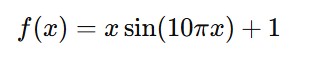 f(x) = x sin(10πx) + 1